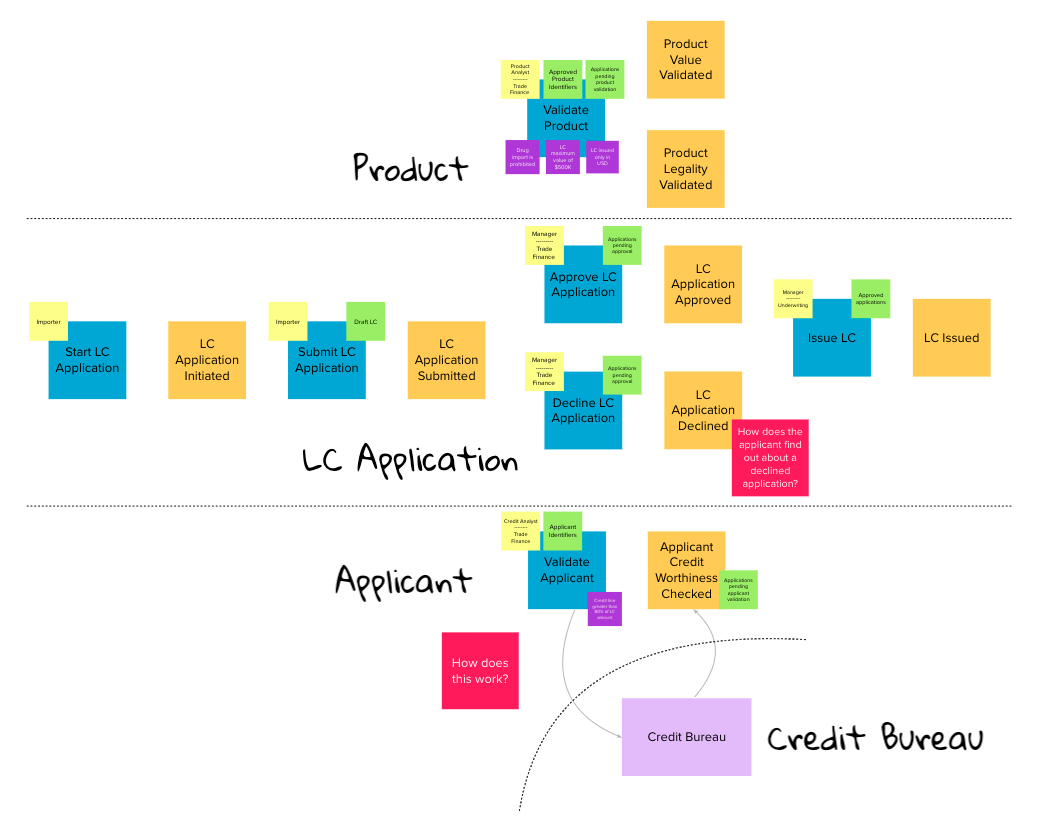 Product
Value
Validated
Product
Analyst
--------
Trade
Finance
Approved
Product
Identifiers
Applications
pending
product
validation
Validate
Product
Drug
import is
prohibited
LC
maximum
value of
$500K
LC issued
only in
USD
Product
Legality
Validated
Product
Manager
--------
Trade
Finance
Applications
pending
approval
Approve LC
Application
LC
Application
Approved
Manager
--------
Underwriting
Approved
applications
Issue LC
LC Issued
Importer
Start LC
Application
LC
Application
Initiated
Importer
Draft LC
Submit LC
Application
LC
Application
Submitted
Manager
--------
Trade
Finance
Applications
pending
approval
Decline LC
Application
LC
Application
Declined
How does the
applicant find
out about a
declined
application?
LC Application
Credit Analyst
--------
Trade
Finance
Applicant
Identifiers
Validate
Applicant
Credit line
greater than
80% of LC
amount
Applicant
Credit
Worthiness
Checked
Applications
pending
applicant
validation
Applicant
How does
this work?
Credit Bureau
Credit Bureau